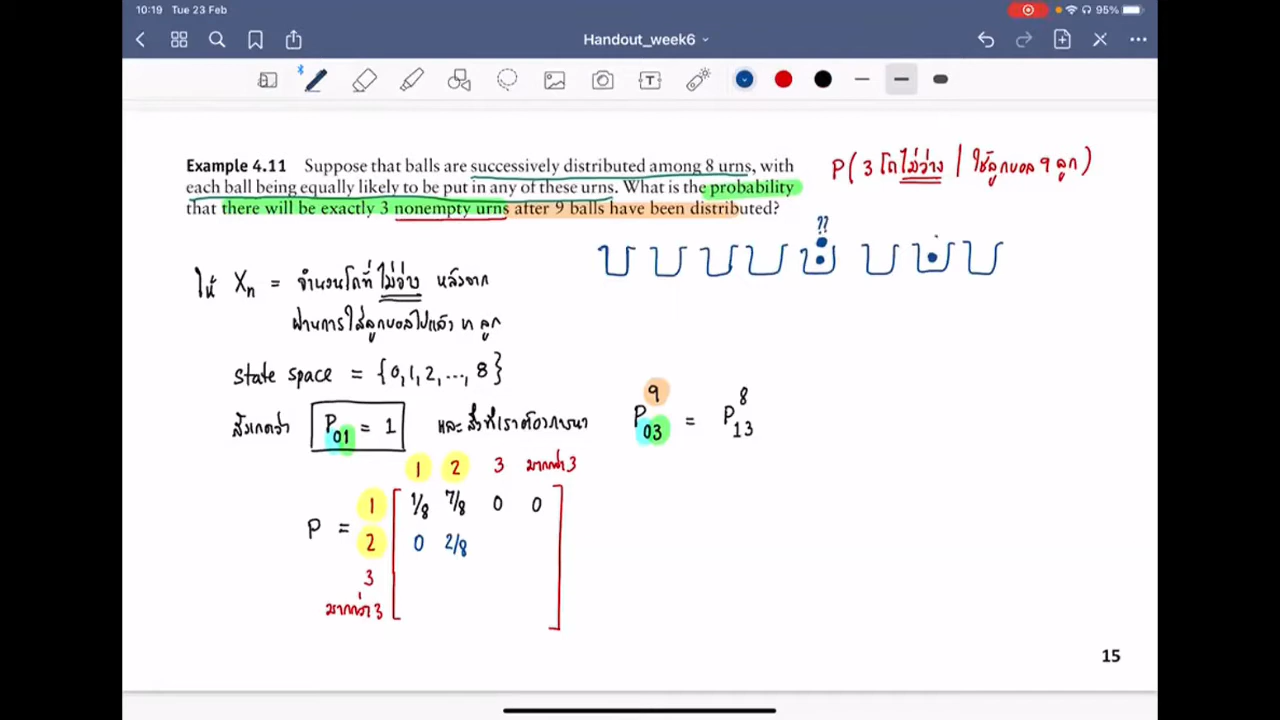 10:19 Tue 23 Feb
95%
Handout_week6
Example 4.11 Suppose that balls are successively distributed among 8 urns, with
each ball being equally likely to be put in any of these urns. What is the probability
that there will be exactly 3 nonempty urns after 9 balls have been distributed?
P( 3 โถไม่ว่าง | ใช้ลูกบอล 9 ลูก )
??
ให้ Xn = จำนวนโถที่ ไม่ว่าง หลังจาก
ผ่านการใส่ลูกบอลไปแล้ว n ลูก
state space = {0,1,2, ..., 8}
สังเกตว่า P01 = 1 และสิ่งที่เราต้องการหา P03^9 = P13^8
1 2 3 มากกว่า 3
P = 1 1/8 7/8 0 0
2 0 2/8
3
มากกว่า 3
15